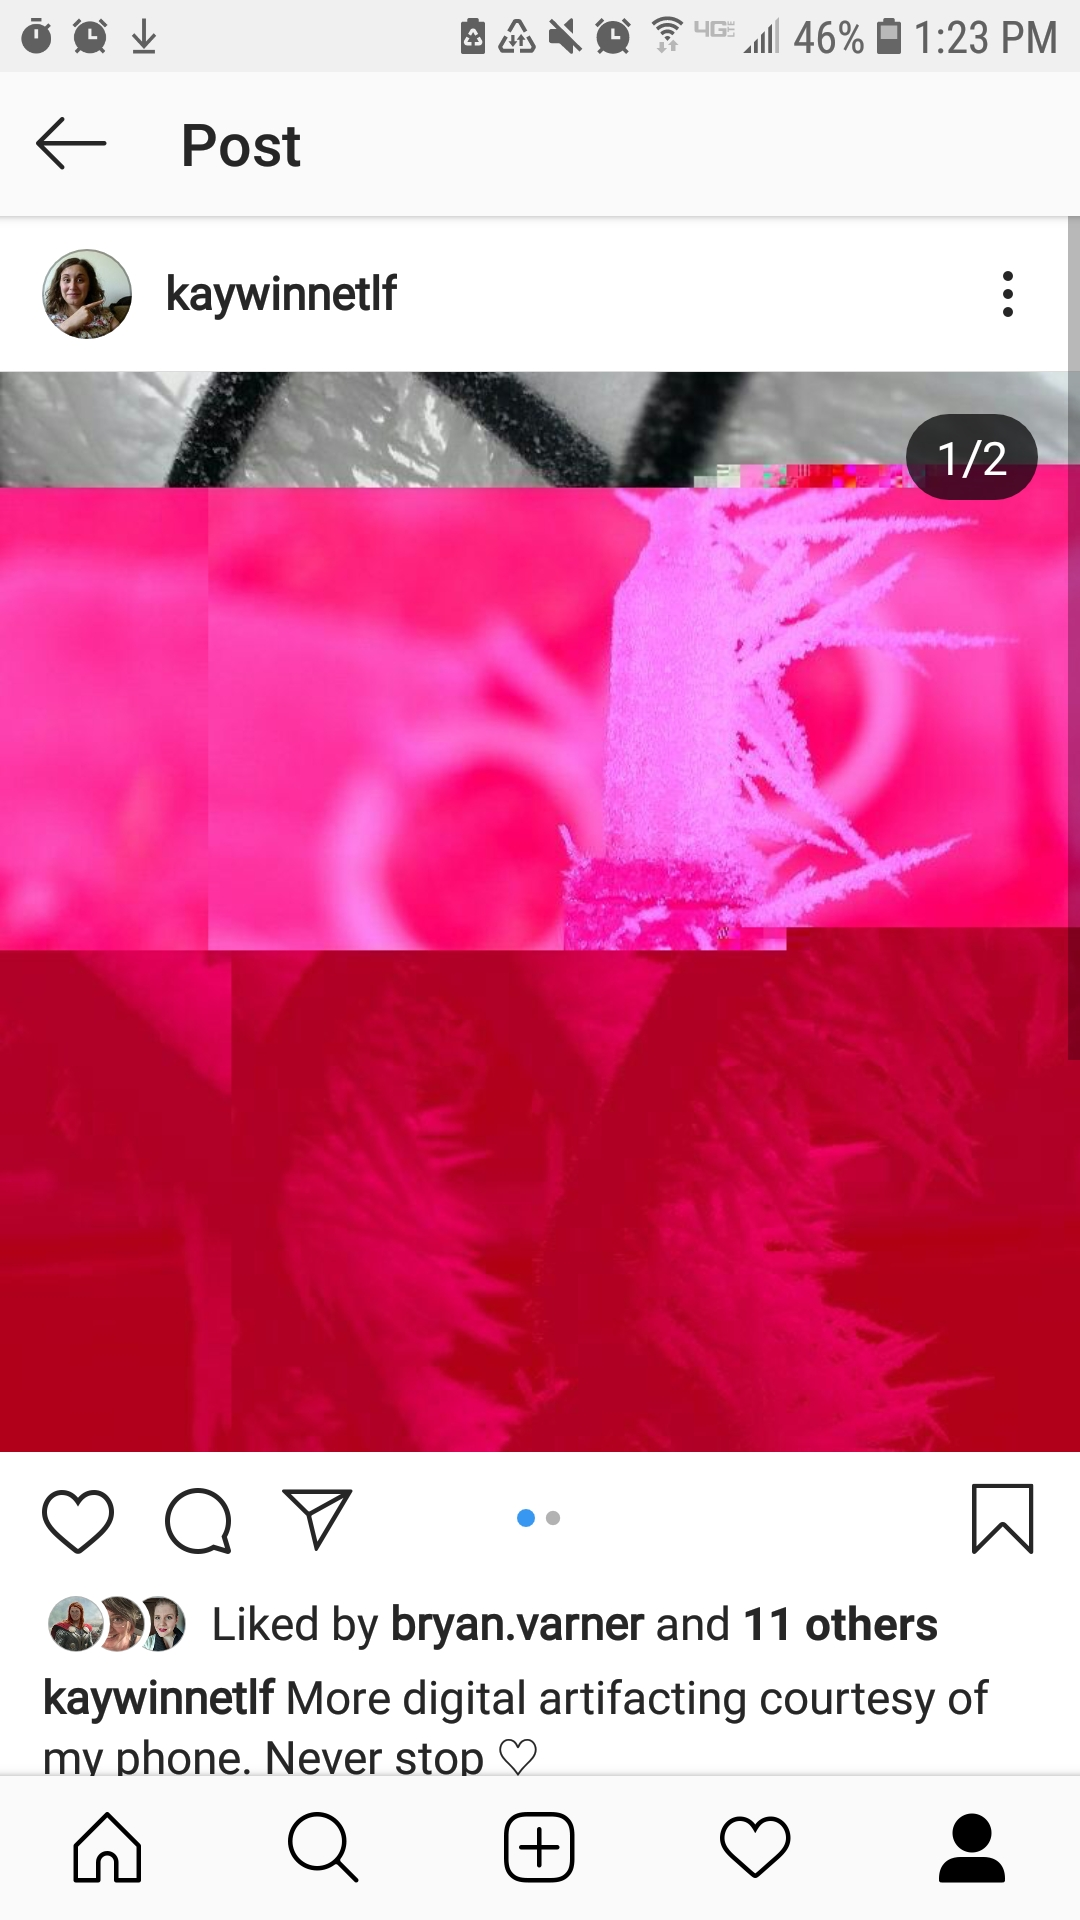 46% 1:23 PM
Post
kaywinnetlf
1/2
Liked by bryan.varner and 11 others
kaywinnetlf More digital artifacting courtesy of
my phone. Never stop ♡